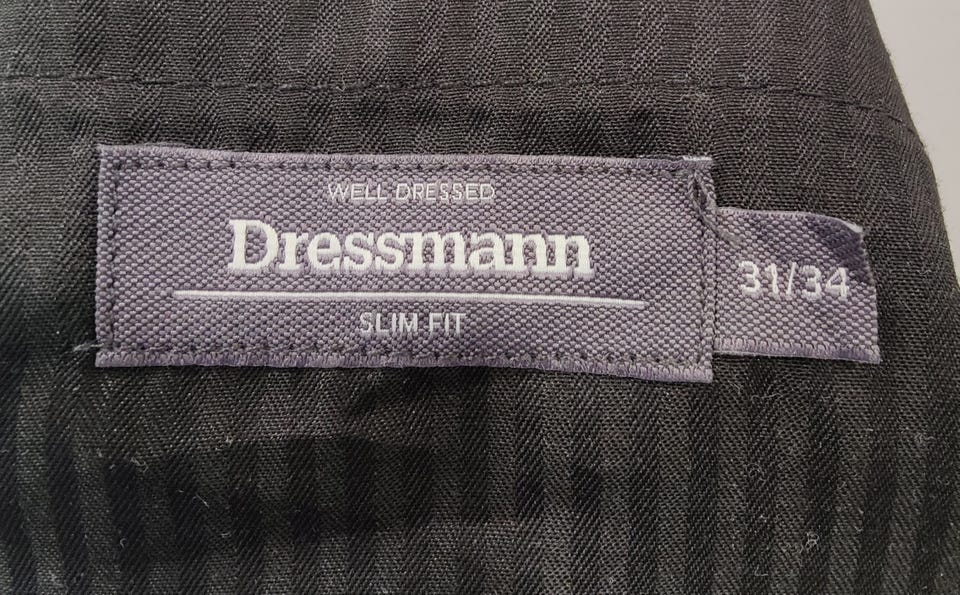 WELL DRESSED
Dressmann
SLIM FIT
31/34